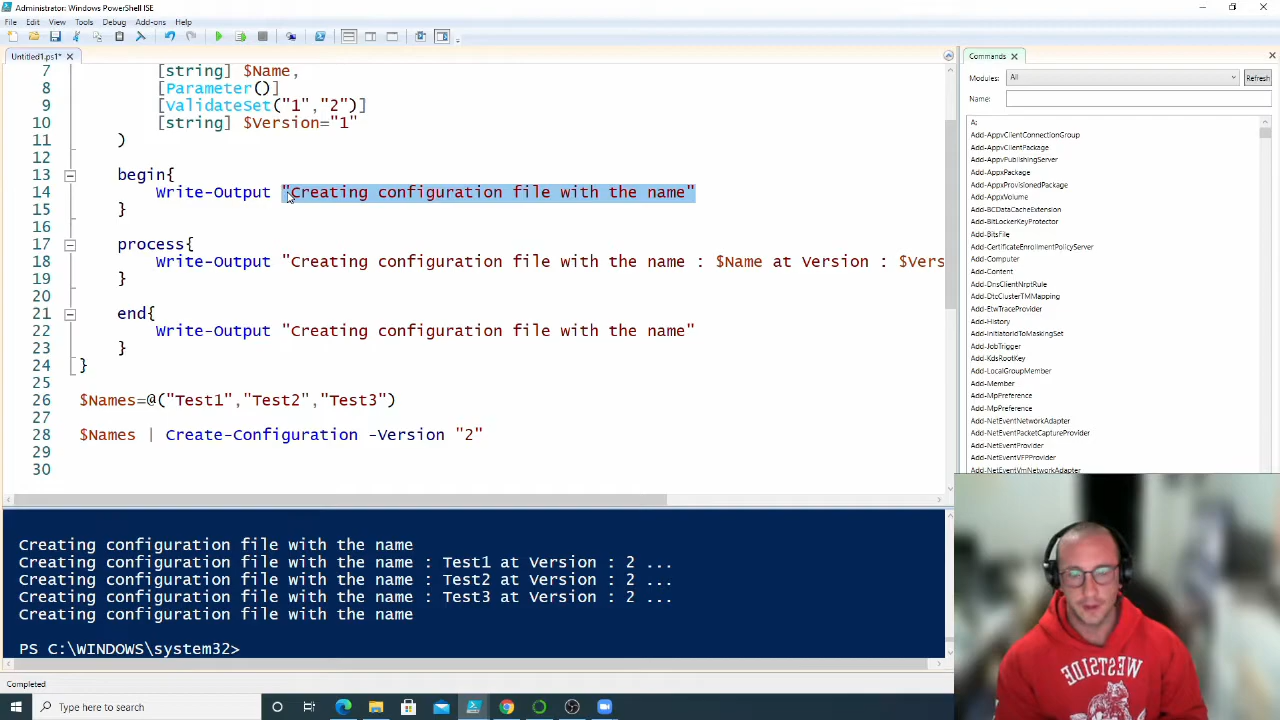 Administrator: Windows PowerShell ISE
File Edit View Tools Debug Add-ons Help
Untitled1.ps1*
7 [string] $Name,
8 [Parameter()]
9 [ValidateSet("1","2")]
10 [string] $Version="1"
11 )
12
13 begin{
14 Write-Output "Creating configuration file with the name"
15 }
16
17 process{
18 Write-Output "Creating configuration file with the name : $Name at Version : $Vers
19 }
20
21 end{
22 Write-Output "Creating configuration file with the name"
23 }
24 }
25
26 $Names=@("Test1","Test2","Test3")
27
28 $Names | Create-Configuration -Version "2"
29
30
Creating configuration file with the name
Creating configuration file with the name : Test1 at Version : 2 ...
Creating configuration file with the name : Test2 at Version : 2 ...
Creating configuration file with the name : Test3 at Version : 2 ...
Creating configuration file with the name
PS C:\WINDOWS\system32>
Completed
Commands
Modules: All Refresh
Name:
A:
Add-AppvClientConnectionGroup
Add-AppvClientPackage
Add-AppvPublishingServer
Add-AppxPackage
Add-AppxProvisionedPackage
Add-AppxVolume
Add-BCDataCacheExtension
Add-BitLockerKeyProtector
Add-BitsFile
Add-CertificateEnrollmentPolicyServer
Add-Computer
Add-Content
Add-DnsClientNrptRule
Add-DtcClusterTMMapping
Add-EtwTraceProvider
Add-History
Add-InitiatorIdToMaskingSet
Add-JobTrigger
Add-KdsRootKey
Add-LocalGroupMember
Add-Member
Add-MpPreference
Add-MpPreference
Add-NetEventNetworkAdapter
Add-NetEventPacketCaptureProvider
Add-NetEventProvider
Add-NetEventVFPProvider
Add-NetEventVmNetworkAdapter
WESTSIDE
Type here to search